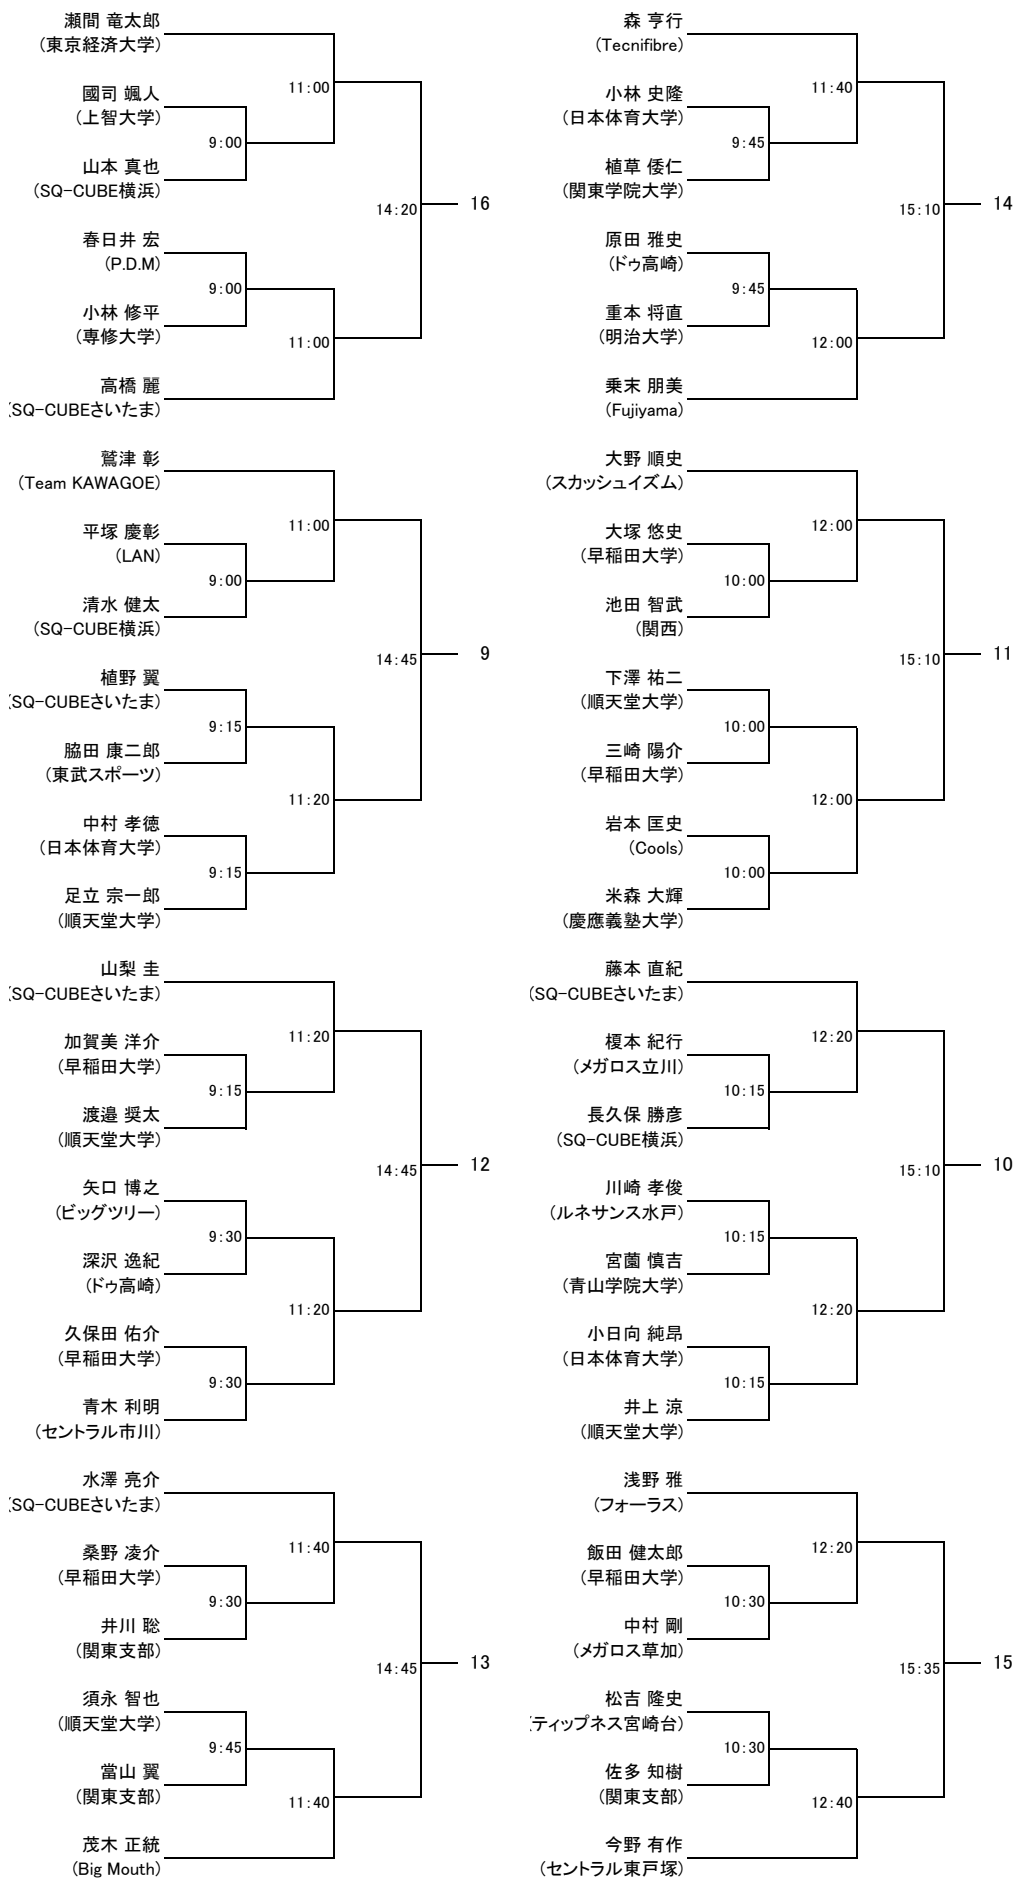 瀬間 竜太郎
(東京経済大学)
11:00
國司 颯人
(上智大学)
9:00
山本 真也
(SQ-CUBE横浜)
14:20
16
春日井 宏
(P.D.M)
9:00
小林 修平
(専修大学)
11:00
高橋 麗
(SQ-CUBEさいたま)
鷲津 彰
(Team KAWAGOE)
11:00
平塚 慶彰
(LAN)
9:00
清水 健太
(SQ-CUBE横浜)
14:45
9
植野 翼
(SQ-CUBEさいたま)
9:15
脇田 康二郎
(東武スポーツ)
11:20
中村 孝徳
(日本体育大学)
9:15
足立 宗一郎
(順天堂大学)
山梨 圭
(SQ-CUBEさいたま)
11:20
加賀美 洋介
(早稲田大学)
9:15
渡邉 奨太
(順天堂大学)
14:45
12
矢口 博之
(ビッグツリー)
9:30
深沢 逸紀
(ドゥ高崎)
11:20
久保田 佑介
(早稲田大学)
9:30
青木 利明
(セントラル市川)
水澤 亮介
(SQ-CUBEさいたま)
11:40
桑野 凌介
(早稲田大学)
9:30
井川 聡
(関東支部)
14:45
13
須永 智也
(順天堂大学)
9:45
當山 翼
(関東支部)
11:40
茂木 正統
(Big Mouth)
森 亨行
(Tecnifibre)
11:40
小林 史隆
(日本体育大学)
9:45
植草 倭仁
(関東学院大学)
15:10
14
原田 雅史
(ドゥ高崎)
9:45
重本 将直
(明治大学)
12:00
乗末 朋美
(Fujiyama)
大野 順史
(スカッシュイズム)
12:00
大塚 悠史
(早稲田大学)
10:00
池田 智武
(関西)
15:10
11
下澤 祐二
(順天堂大学)
10:00
三崎 陽介
(早稲田大学)
12:00
岩本 匡史
(Cools)
10:00
米森 大輝
(慶應義塾大学)
藤本 直紀
(SQ-CUBEさいたま)
12:20
榎本 紀行
(メガロス立川)
10:15
長久保 勝彦
(SQ-CUBE横浜)
15:10
10
川崎 孝俊
(ルネサンス水戸)
10:15
宮薗 慎吉
(青山学院大学)
12:20
小日向 純昂
(日本体育大学)
10:15
井上 涼
(順天堂大学)
浅野 雅
(フォーラス)
12:20
飯田 健太郎
(早稲田大学)
10:30
中村 剛
(メガロス草加)
15:35
15
松吉 隆史
(ティップネス宮崎台)
10:30
佐多 知樹
(関東支部)
12:40
今野 有作
(セントラル東戸塚)